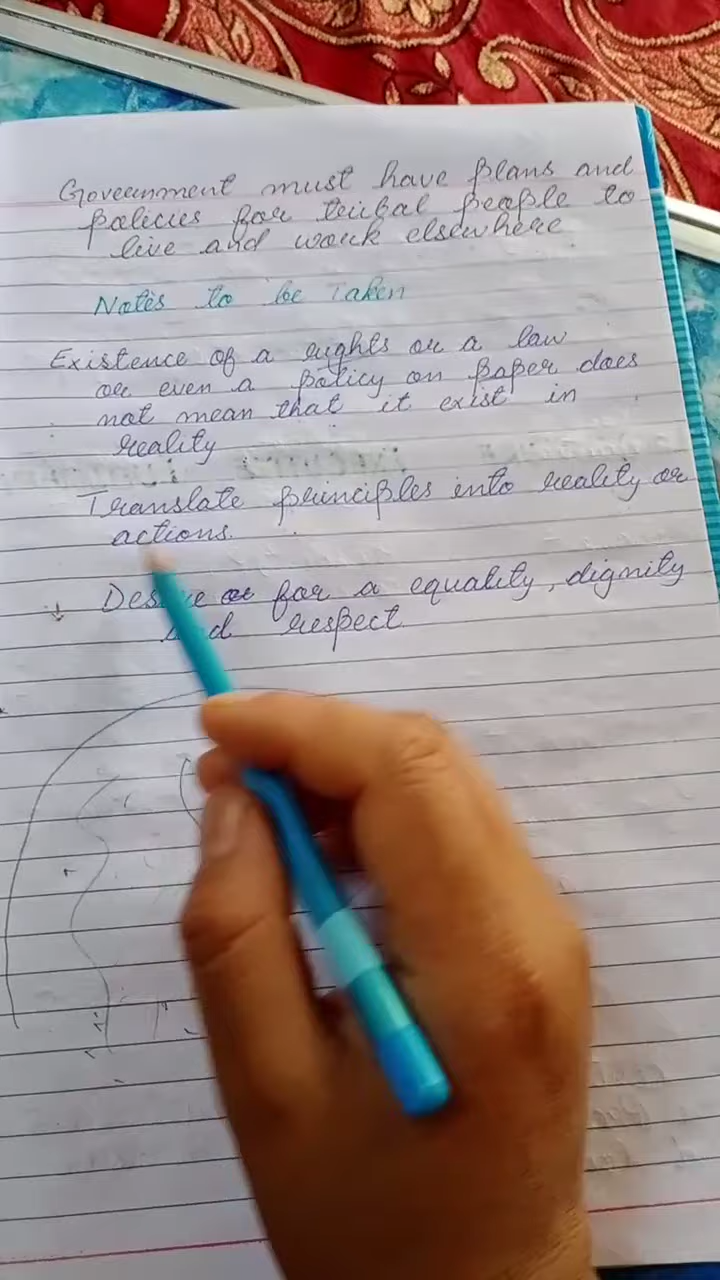 Government must have plans and
policies for tribal people to
live and work elsewhere
Notes to be Taken
Existence of a rights or a law
or even a policy on paper does
not mean that it exist in
reality
Translate principles into reality or
actions.
for a equality, dignity
respect